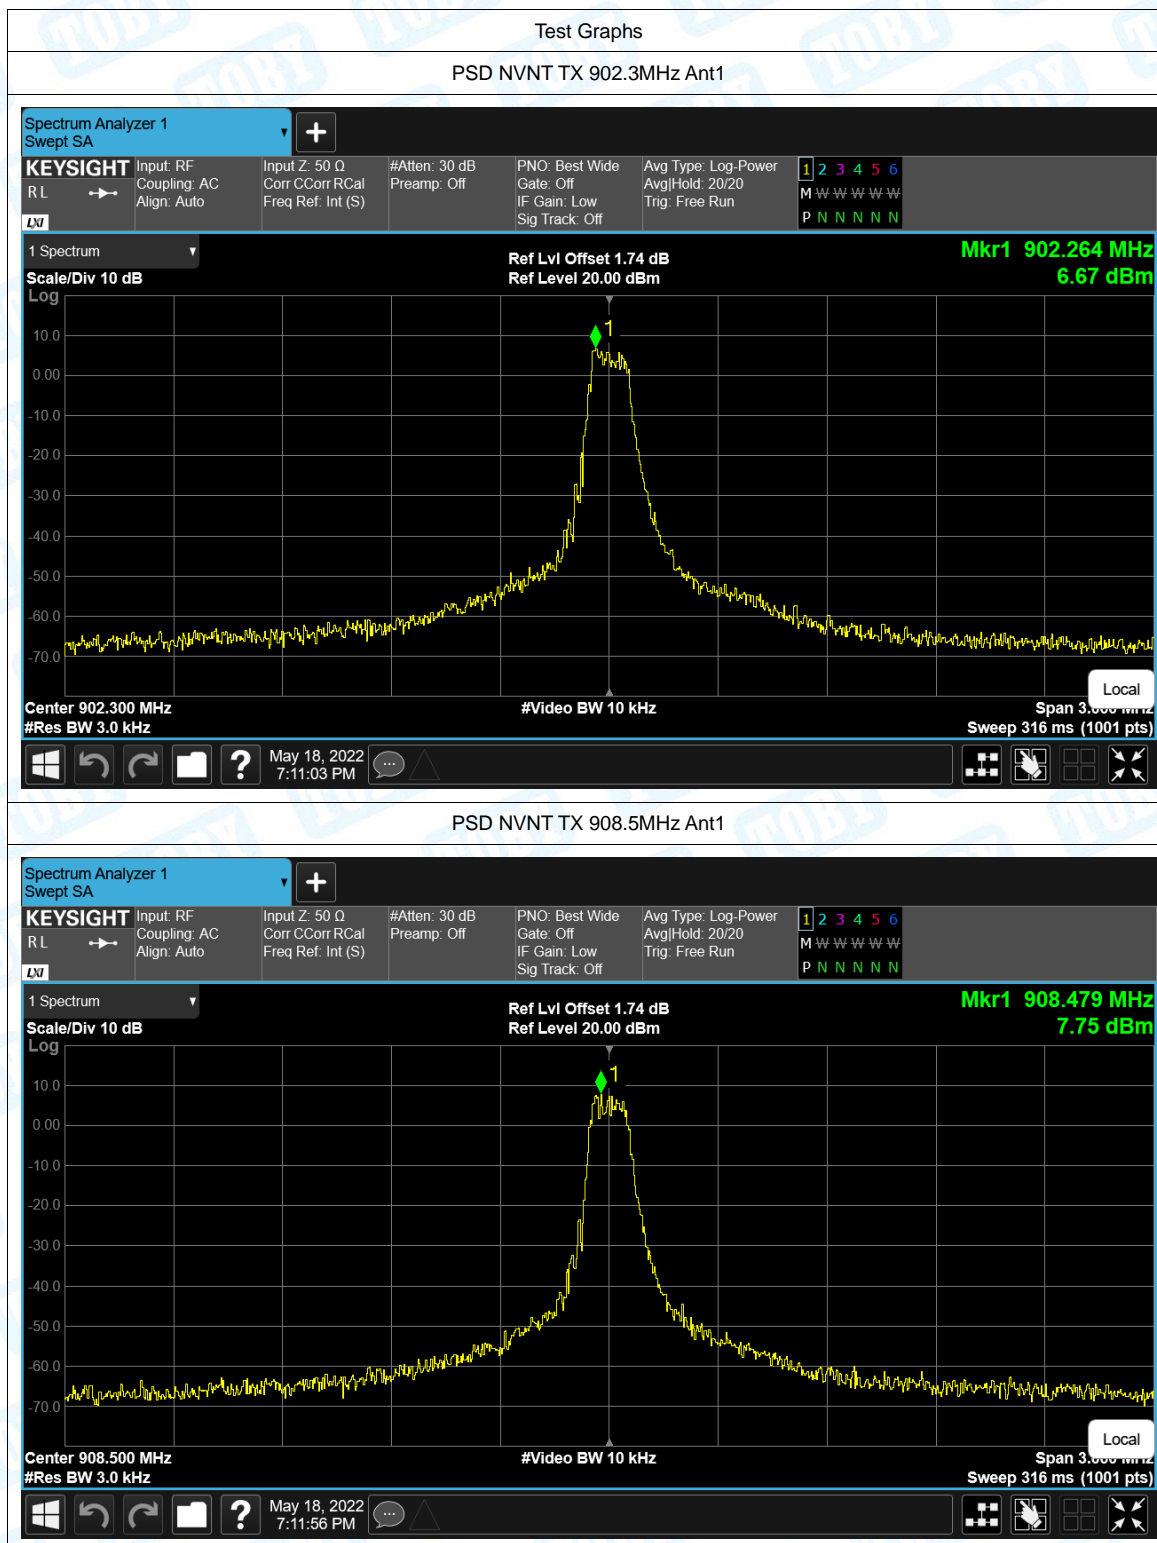 Test Graphs
PSD NVNT TX 902.3MHz Ant1
Spectrum Analyzer 1
Swept SA
KEYSIGHT
R L
LXI
Input: RF
Coupling: AC
Align: Auto
Input Z: 50 Ω
Corr CCorr RCal
Freq Ref: Int (S)
#Atten: 30 dB
Preamp: Off
PNO: Best Wide
Gate: Off
IF Gain: Low
Sig Track: Off
Avg Type: Log-Power
Avg|Hold: 20/20
Trig: Free Run
1 2 3 4 5 6
M W W W W W
P N N N N N
1 Spectrum
Scale/Div 10 dB
Log
Ref Lvl Offset 1.74 dB
Ref Level 20.00 dBm
Mkr1 902.264 MHz
6.67 dBm
1
10.0
0.00
-10.0
-20.0
-30.0
-40.0
-50.0
-60.0
-70.0
Local
Center 902.300 MHz
#Video BW 10 kHz
Span 3.000 MHz
#Res BW 3.0 kHz
Sweep 316 ms (1001 pts)
May 18, 2022
7:11:03 PM
PSD NVNT TX 908.5MHz Ant1
Spectrum Analyzer 1
Swept SA
KEYSIGHT
R L
LXI
Input: RF
Coupling: AC
Align: Auto
Input Z: 50 Ω
Corr CCorr RCal
Freq Ref: Int (S)
#Atten: 30 dB
Preamp: Off
PNO: Best Wide
Gate: Off
IF Gain: Low
Sig Track: Off
Avg Type: Log-Power
Avg|Hold: 20/20
Trig: Free Run
1 2 3 4 5 6
M W W W W W
P N N N N N
1 Spectrum
Scale/Div 10 dB
Log
Ref Lvl Offset 1.74 dB
Ref Level 20.00 dBm
Mkr1 908.479 MHz
7.75 dBm
1
10.0
0.00
-10.0
-20.0
-30.0
-40.0
-50.0
-60.0
-70.0
Local
Center 908.500 MHz
#Video BW 10 kHz
Span 3.000 MHz
#Res BW 3.0 kHz
Sweep 316 ms (1001 pts)
May 18, 2022
7:11:56 PM